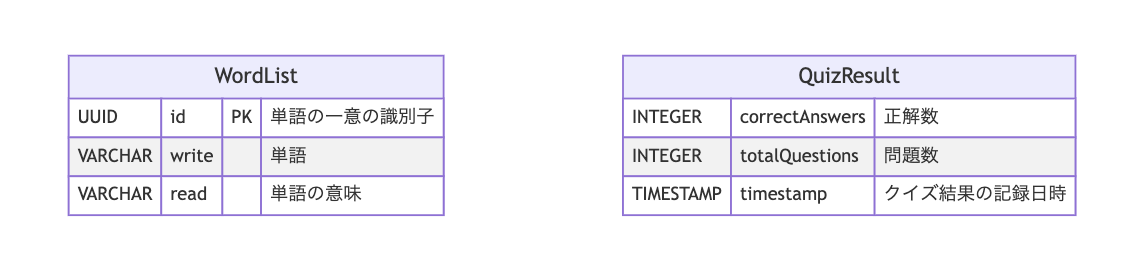 WordList
UUID id PK 単語の一意の識別子
VARCHAR write 単語
VARCHAR read 単語の意味
QuizResult
INTEGER correctAnswers 正解数
INTEGER totalQuestions 問題数
TIMESTAMP timestamp クイズ結果の記録日時